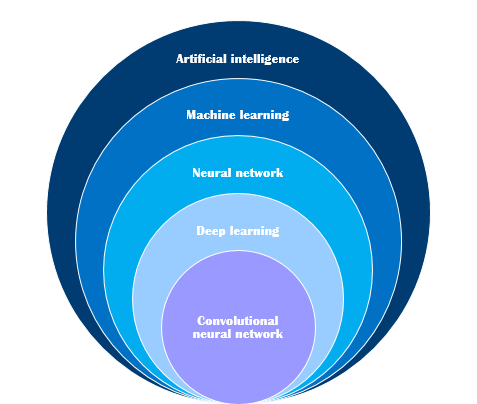 Artificial intelligence
Machine learning
Neural network
Deep learning
Convolutional
neural network